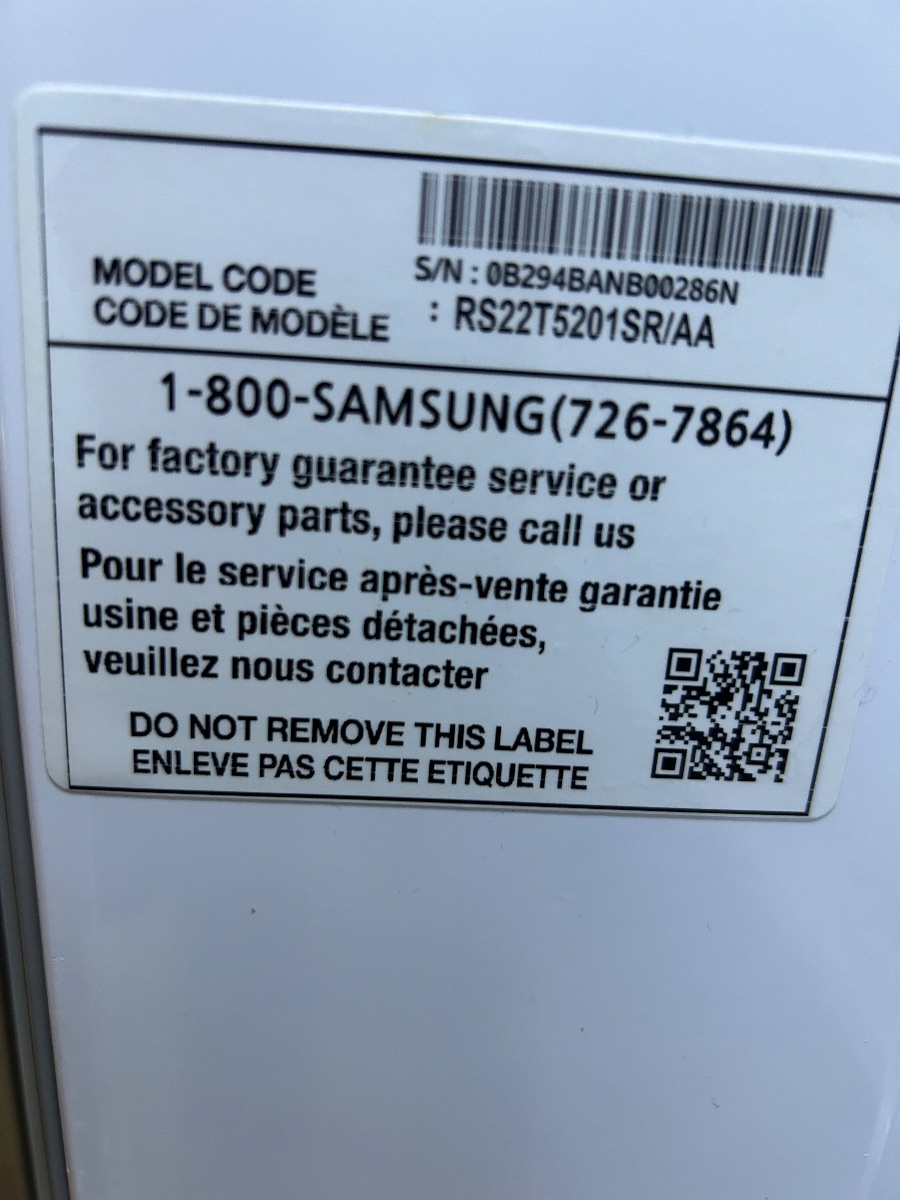 S/N : 0B294BANB00286N
MODEL CODE
CODE DE MODÈLE : RS22T5201SR/AA
1-800-SAMSUNG(726-7864)
For factory guarantee service or
accessory parts, please call us
Pour le service après-vente garantie
usine et pièces détachées,
veuillez nous contacter
DO NOT REMOVE THIS LABEL
ENLEVE PAS CETTE ETIQUETTE